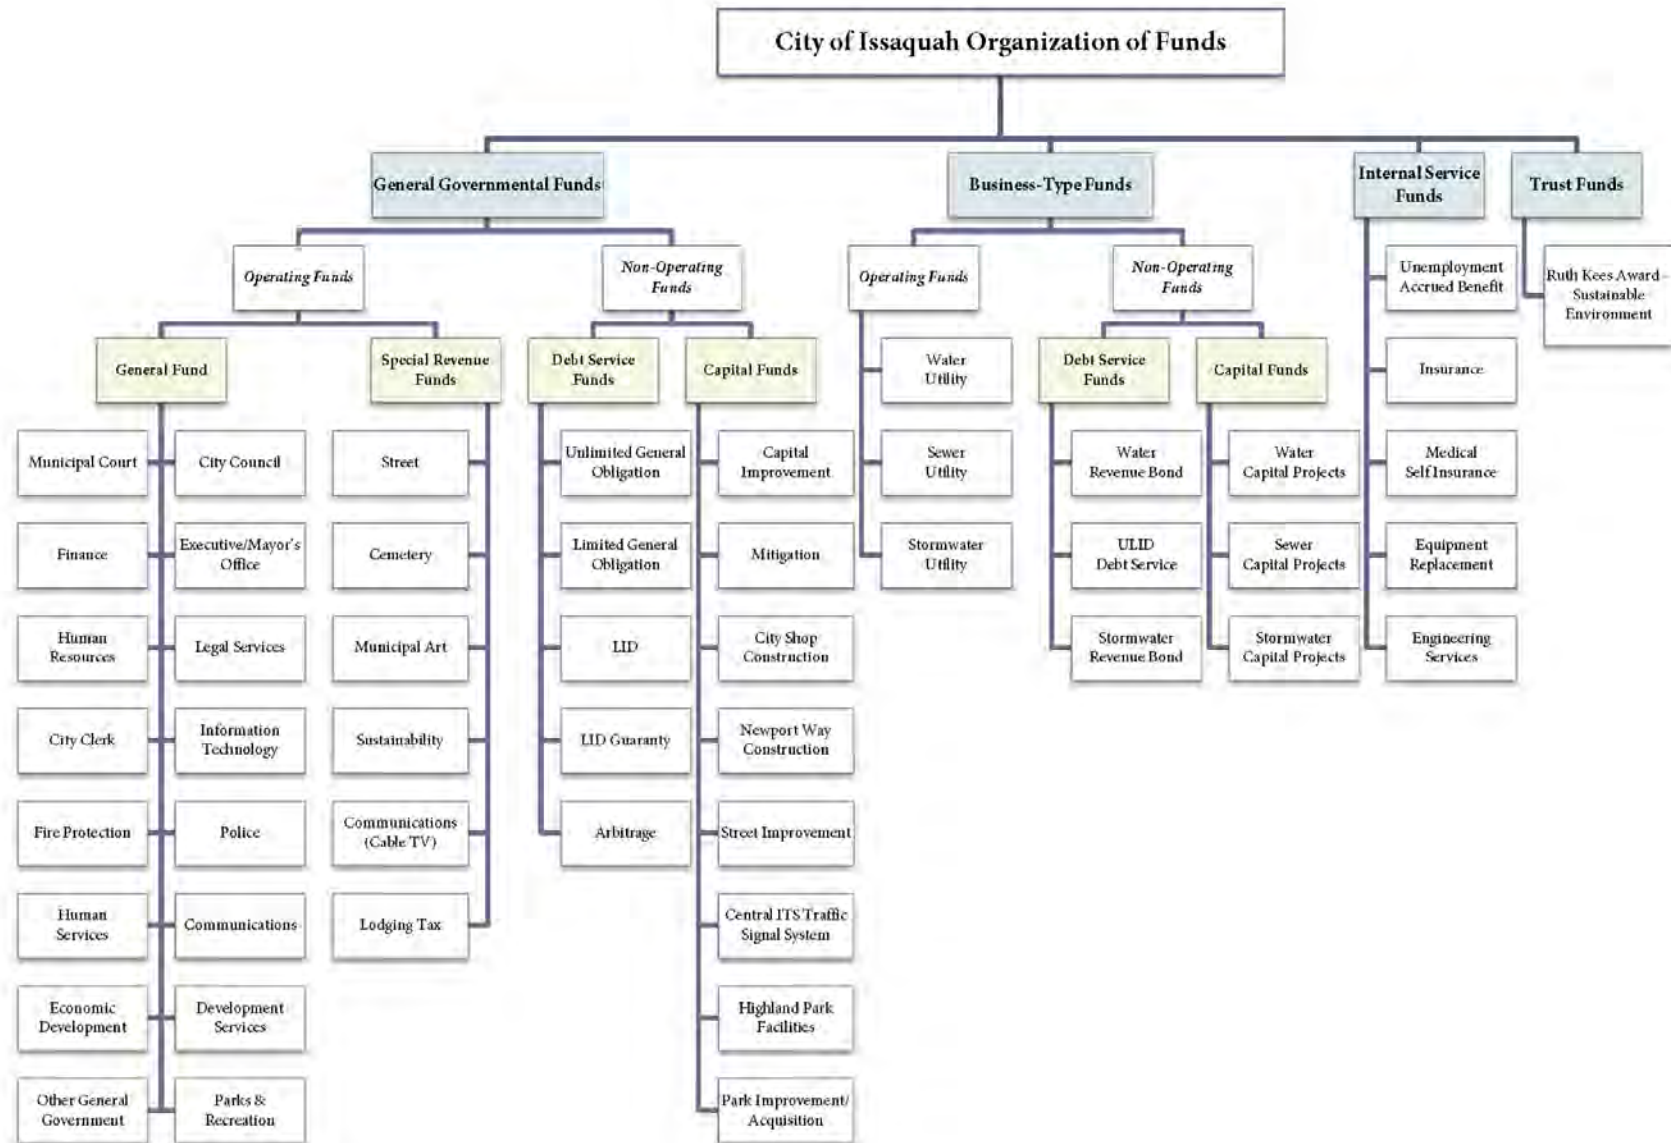 City of Issaquah Organization of Funds
General Governmental Funds
Business-Type Funds
Internal Service
Funds
Trust Funds
Operating Funds
Non-Operating
Funds
Operating Funds
Non-Operating
Funds
Unemployment
Accrued Benefit
Ruth Kees Award -
Sustainable
Environment
General Fund
Special Revenue
Funds
Debt Service
Funds
Capital Funds
Water
Utility
Debt Service
Funds
Capital Funds
Insurance
Municipal Court
City Council
Street
Unlimited General
Obligation
Capital
Improvement
Sewer
Utility
Water
Revenue Bond
Water
Capital Projects
Medical
Self Insurance
Finance
Executive/Mayor's
Office
Cemetery
Limited General
Obligation
Mitigation
Stormwater
Utility
ULID
Debt Service
Sewer
Capital Projects
Equipment
Replacement
Human
Resources
Legal Services
Municipal Art
LID
City Shop
Construction
Stormwater
Revenue Bond
Stormwater
Capital Projects
Engineering
Services
City Clerk
Information
Technology
Sustainability
LID Guaranty
Newport Way
Construction
Fire Protection
Police
Communications
(Cable TV)
Arbitrage
Street Improvement
Human
Services
Communications
Lodging Tax
Central ITS Traffic
Signal System
Economic
Development
Development
Services
Highland Park
Facilities
Other General
Government
Parks &
Recreation
Park Improvement/
Acquisition